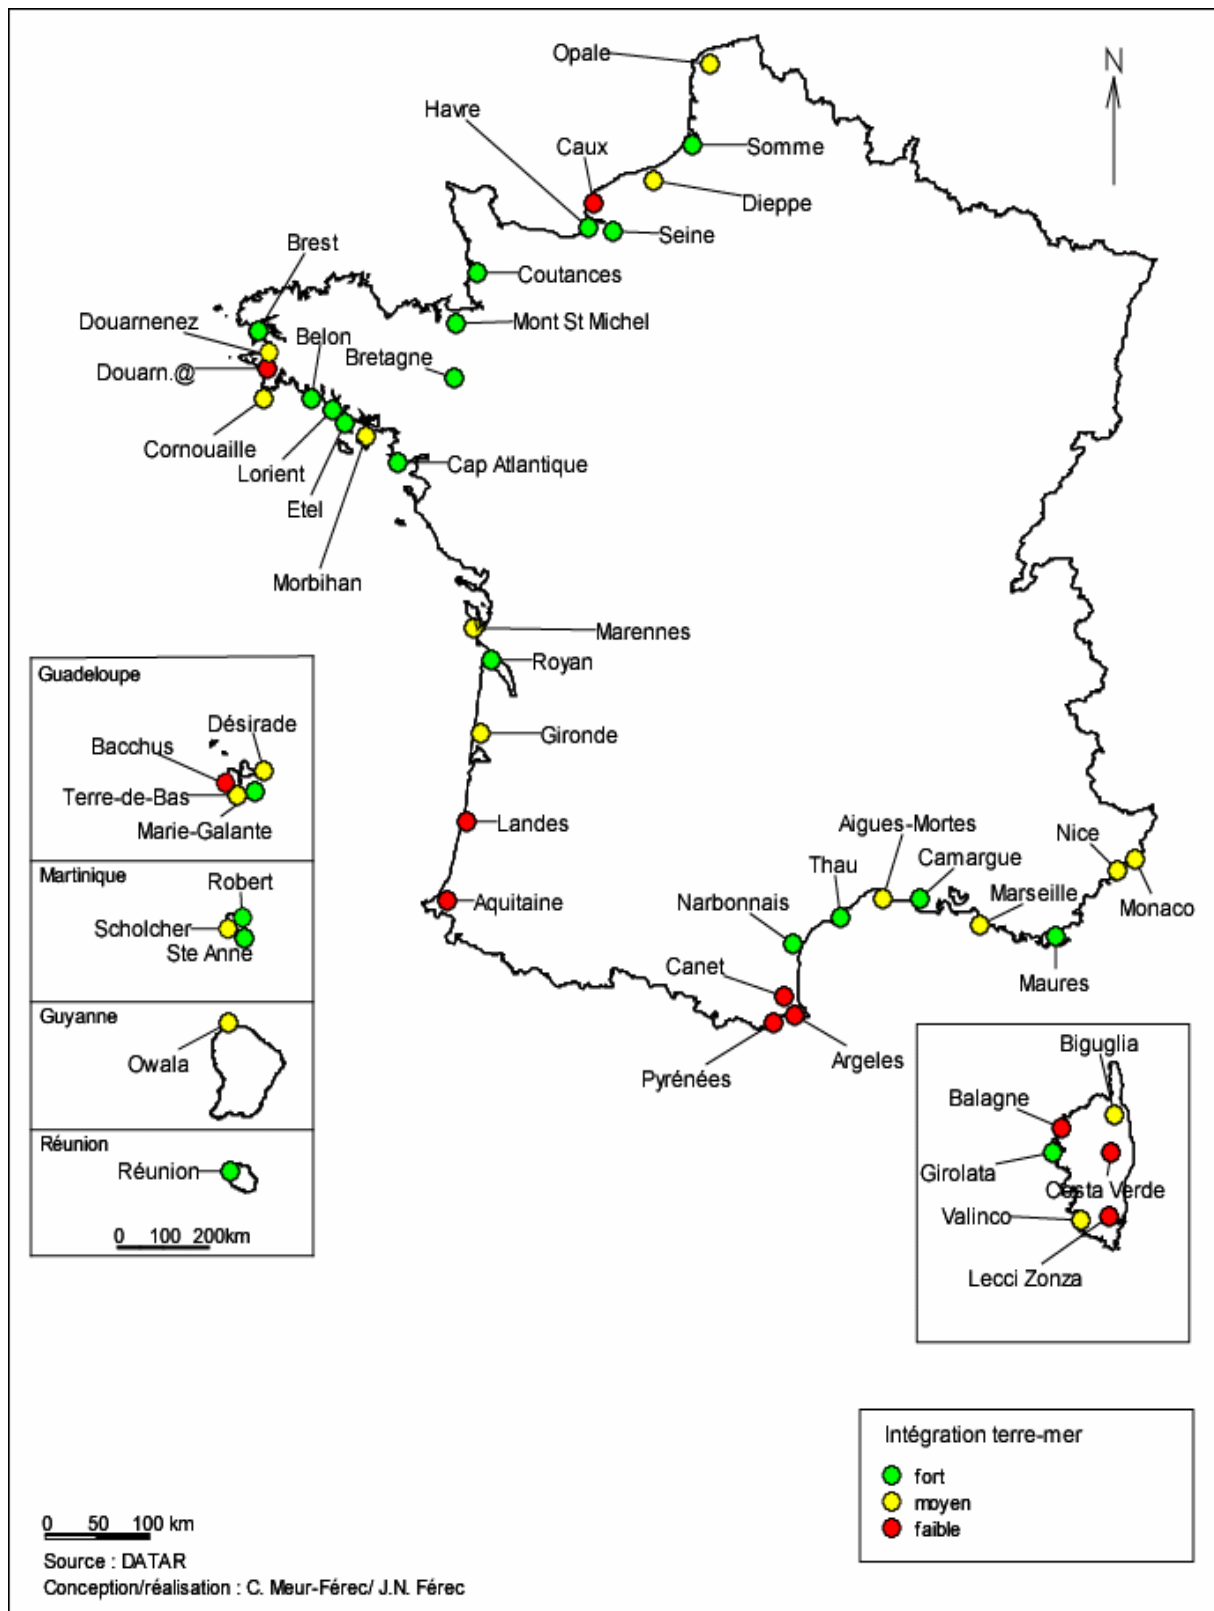 Opale
N
Havre
Caux
Somme
Dieppe
Seine
Brest
Coutances
Douarnenez
Belon
Mont St Michel
Bretagne
Douarn.@
Cornouaille
Lorient
Cap Atlantique
Etel
Morbihan
Marennes
Royan
Gironde
Landes
Aquitaine
Aigues-Mortes
Nice
Thau
Camargue
Marseille
Monaco
Narbonnais
Canet
Maures
Argeles
Pyrénées
Guadeloupe
Désirade
Bacchus
Terre-de-Bas
Marie-Galante
Martinique
Robert
Scholcher
Ste Anne
Guyanne
Owala
Réunion
Réunion
0 100 200km
Biguglia
Balagne
Girolata
Costa Verde
Valinco
Lecci Zonza
Intégration terre-mer
fort
moyen
faible
0 50 100 km
Source : DATAR
Conception/réalisation : C. Meur-Férec/ J.N. Férec